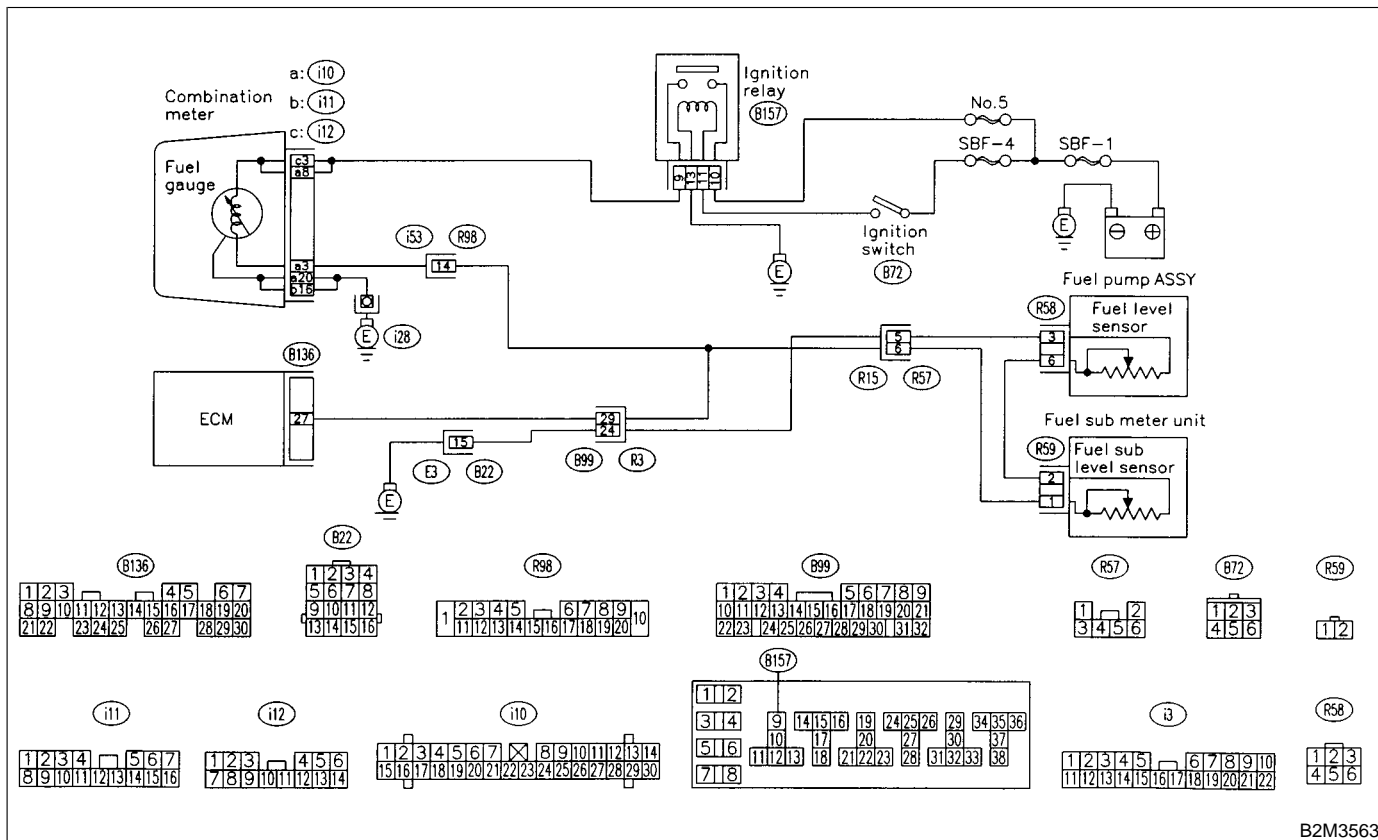 a: i10
b: i11
c: i12
Combination
meter
Fuel
gauge
c3
a8
a3
a20
b16
Ignition
relay
B157
9 13 11 10
No.5
SBF-4
SBF-1
E
⊖ ⊕
Ignition
switch
B72
E
i53 R98
14
E
i28
Fuel pump ASSY
R58
Fuel level
sensor
3
6
5
6
R15 R57
B136
ECM
27
29
24
B99 R3
15
E3 B22
E
Fuel sub meter unit
R59
Fuel sub
level sensor
2
1
B136
1 2 3 4 5 6 7
8 9 10 11 12 13 14 15 16 17 18 19 20
21 22 23 24 25 26 27 28 29 30
B22
1 2 3 4
5 6 7 8
9 10 11 12
13 14 15 16
R98
1 2 3 4 5 6 7 8 9 10
11 12 13 14 15 16 17 18 19 20
B99
1 2 3 4 5 6 7 8 9
10 11 12 13 14 15 16 17 18 19 20 21
22 23 24 25 26 27 28 29 30 31 32
R57
1 2
3 4 5 6
B72
1 2 3
4 5 6
R59
1 2
i11
1 2 3 4 5 6 7
8 9 10 11 12 13 14 15 16
i12
1 2 3 4 5 6
7 8 9 10 11 12 13 14
i10
1 2 3 4 5 6 7 8 9 10 11 12 13 14
15 16 17 18 19 20 21 22 23 24 25 26 27 28 29 30
B157
1 2
3 4 9 14 15 16 19 24 25 26 29 34 35 36
10 17 20 27 30 37
5 6 11 12 13 18 21 22 23 28 31 32 33 38
7 8
i3
1 2 3 4 5 6 7 8 9 10
11 12 13 14 15 16 17 18 19 20 21 22
R58
1 2 3
4 5 6
B2M3563